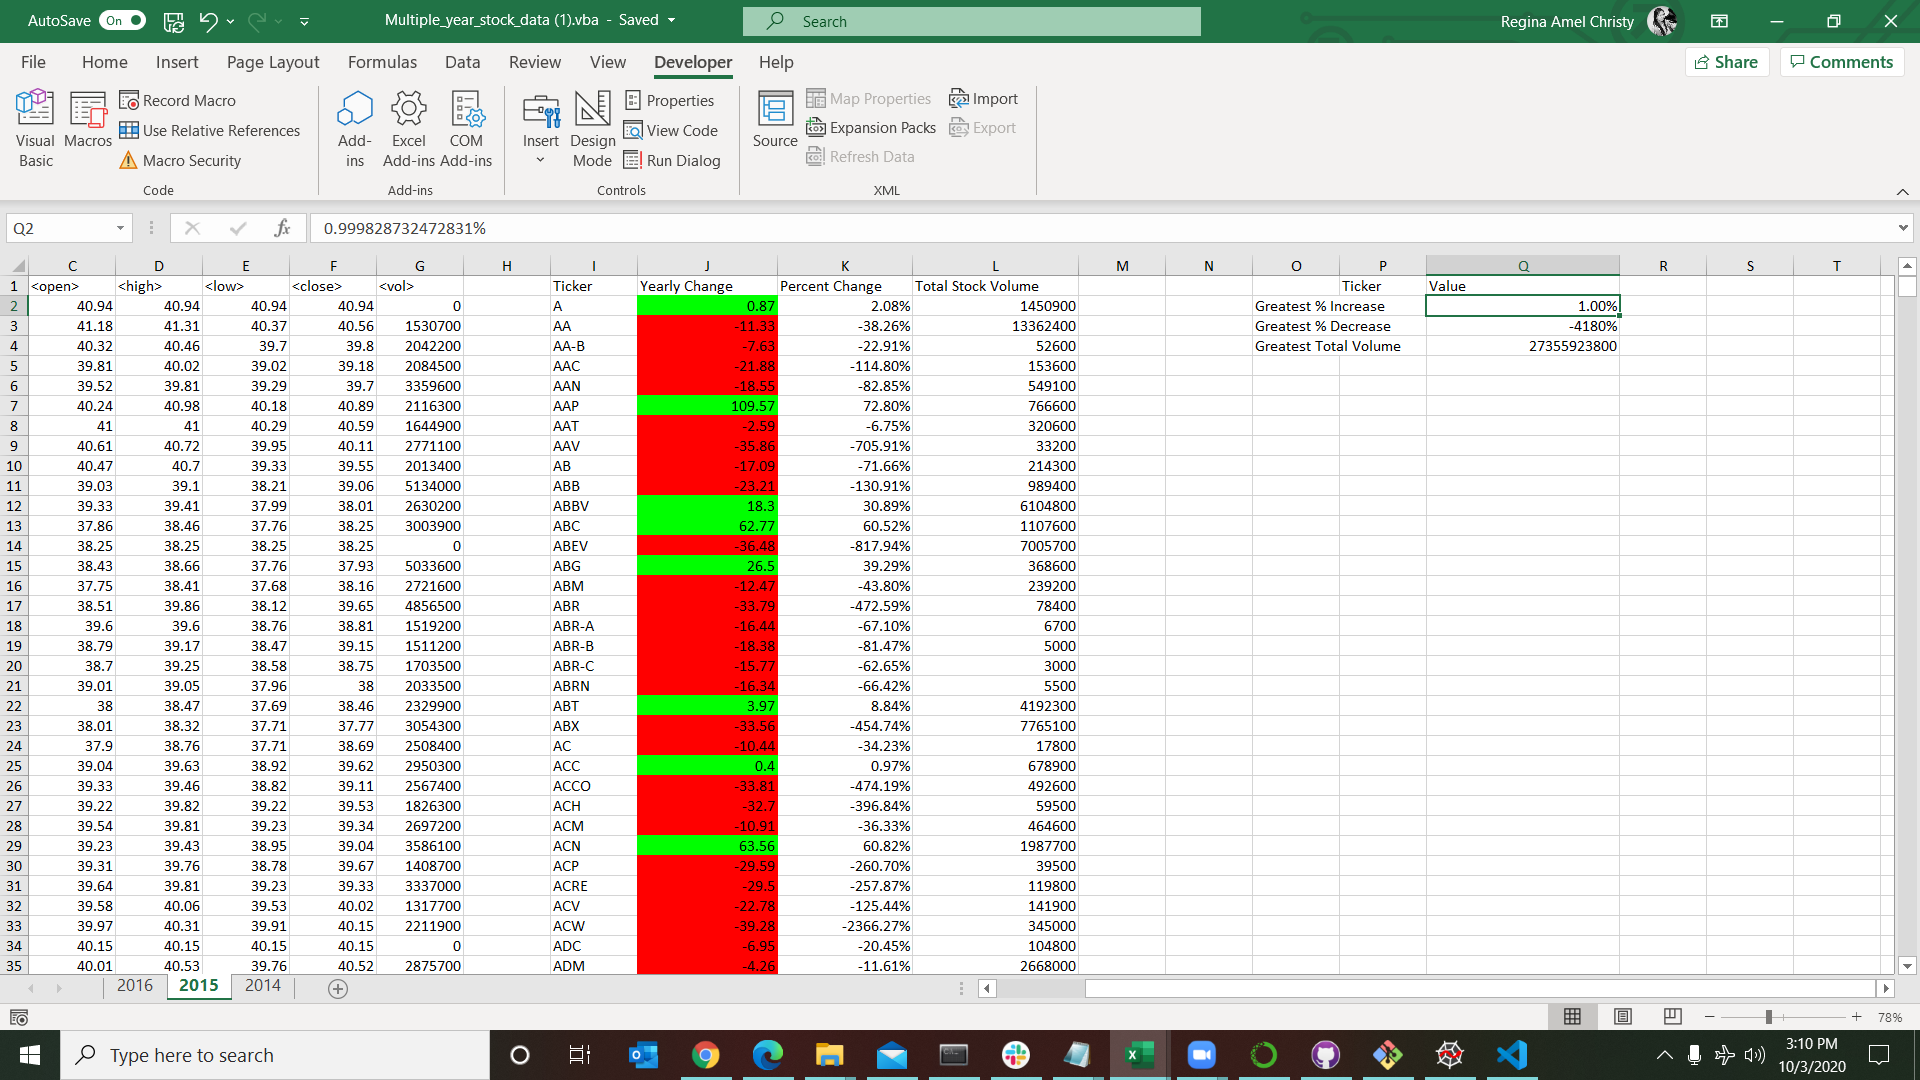 AutoSave On Multiple_year_stock_data (1).vba - Saved Search Regina Amel Christy
File Home Insert Page Layout Formulas Data Review View Developer Help Share Comments
Visual Basic Macros Record Macro Use Relative References Macro Security Code
Add-ins Excel Add-ins COM Add-ins Add-ins
Insert Design Mode Properties View Code Run Dialog Controls
Source Map Properties Expansion Packs Refresh Data Import Export XML
Q2 fx 0.999828732472831%
C D E F G H I J K L M N O P Q R S T
1 <open> <high> <low> <close> <vol> Ticker Yearly Change Percent Change Total Stock Volume Ticker Value
2 40.94 40.94 40.94 40.94 0 A 0.87 2.08% 1450900 Greatest % Increase 1.00%
3 41.18 41.31 40.37 40.56 1530700 AA -11.33 -38.26% 13362400 Greatest % Decrease -4180%
4 40.32 40.46 39.7 39.8 2042200 AA-B -7.63 -22.91% 52600 Greatest Total Volume 27355923800
5 39.81 40.02 39.02 39.18 2084500 AAC -21.88 -114.80% 153600
6 39.52 39.81 39.29 39.7 3359600 AAN -18.55 -82.85% 549100
7 40.24 40.98 40.18 40.89 2116300 AAP 109.57 72.80% 766600
8 41 41 40.29 40.59 1644900 AAT -2.59 -6.75% 320600
9 40.61 40.72 39.95 40.11 2771100 AAV -35.86 -705.91% 33200
10 40.47 40.7 39.33 39.55 2013400 AB -17.09 -71.66% 214300
11 39.03 39.1 38.21 39.06 5134000 ABB -23.21 -130.91% 989400
12 39.33 39.41 37.99 38.01 2630200 ABBV 18.3 30.89% 6104800
13 37.86 38.46 37.76 38.25 3003900 ABC 62.77 60.52% 1107600
14 38.25 38.25 38.25 38.25 0 ABEV -36.48 -817.94% 7005700
15 38.43 38.66 37.76 37.93 5033600 ABG 26.5 39.29% 368600
16 37.75 38.41 37.68 38.16 2721600 ABM -12.47 -43.80% 239200
17 38.51 39.86 38.12 39.65 4856500 ABR -33.79 -472.59% 78400
18 39.6 39.6 38.76 38.81 1519200 ABR-A -16.44 -67.10% 6700
19 38.79 39.17 38.47 39.15 1511200 ABR-B -18.38 -81.47% 5000
20 38.7 39.25 38.58 38.75 1703500 ABR-C -15.77 -62.65% 3000
21 39.01 39.05 37.96 38 2033500 ABRN -16.34 -66.42% 5500
22 38 38.47 37.69 38.46 2329900 ABT 3.97 8.84% 4192300
23 38.01 38.32 37.71 37.77 3054300 ABX -33.56 -454.74% 7765100
24 37.9 38.76 37.71 38.69 2508400 AC -10.44 -34.23% 17800
25 39.04 39.63 38.92 39.62 2950300 ACC 0.4 0.97% 678900
26 39.33 39.46 38.82 39.11 2567400 ACCO -33.81 -474.19% 492600
27 39.22 39.82 39.22 39.53 1826300 ACH -32.7 -396.84% 59500
28 39.54 39.81 39.23 39.34 2697200 ACM -10.91 -36.33% 464600
29 39.23 39.43 38.95 39.04 3586100 ACN 63.56 60.82% 1987700
30 39.31 39.76 38.78 39.67 1408700 ACP -29.59 -260.70% 39500
31 39.64 39.81 39.23 39.33 3337000 ACRE -29.5 -257.87% 119800
32 39.58 40.06 39.53 40.02 1317700 ACV -22.78 -125.44% 141900
33 39.97 40.31 39.91 40.15 2211900 ACW -39.28 -2366.27% 345000
34 40.15 40.15 40.15 40.15 0 ADC -6.95 -20.45% 104800
35 40.01 40.53 39.76 40.52 2875700 ADM -4.26 -11.61% 2668000
2016 2015 2014
78%
Type here to search 3:10 PM
10/3/2020